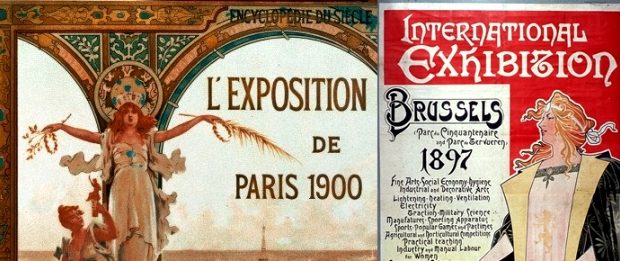 ENCYCLOPÉDIE DU SIÈCLE
L'EXPOSITION
DE
PARIS 1900
INTERNATIONAL
EXHIBITION
BRUSSELS
(Parc du Cinquantenaire
and Parc de Tervueren)
1897
Fine Arts-Social Economy-Hygiene
Industrial and Decorative Arts
Lightening-Heating-Ventilation
Electricity
Traction-Military Science
Manufactures-Sporting Apparatus
Sports-Popular Games and Pastimes
Agricultural and Horticultural Competitions
Practical teaching
Industry and Manual Labour
for Women